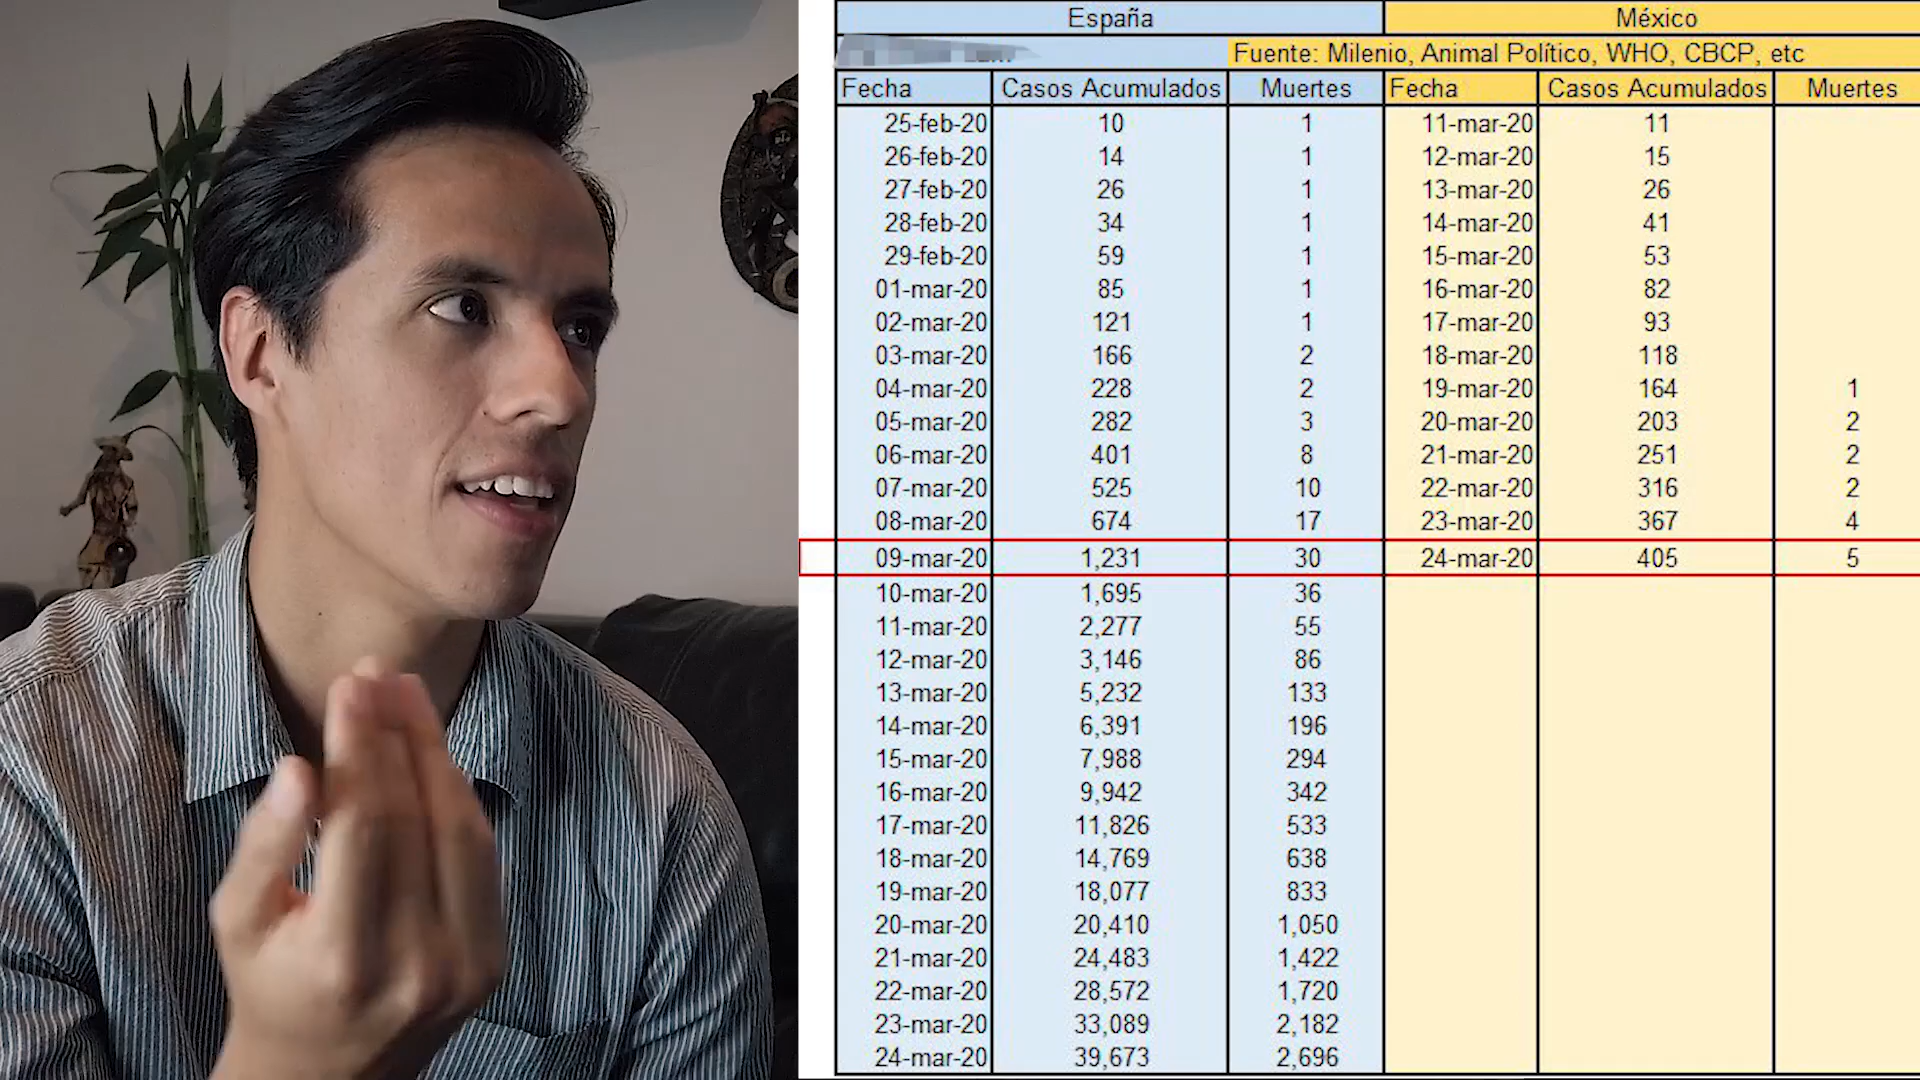 España México
Fuente: Milenio, Animal Político, WHO, CBCP, etc
Fecha Casos Acumulados Muertes Fecha Casos Acumulados Muertes
25-feb-20 10 1 11-mar-20 11
26-feb-20 14 1 12-mar-20 15
27-feb-20 26 1 13-mar-20 26
28-feb-20 34 1 14-mar-20 41
29-feb-20 59 1 15-mar-20 53
01-mar-20 85 1 16-mar-20 82
02-mar-20 121 1 17-mar-20 93
03-mar-20 166 2 18-mar-20 118
04-mar-20 228 2 19-mar-20 164 1
05-mar-20 282 3 20-mar-20 203 2
06-mar-20 401 8 21-mar-20 251 2
07-mar-20 525 10 22-mar-20 316 2
08-mar-20 674 17 23-mar-20 367 4
09-mar-20 1,231 30 24-mar-20 405 5
10-mar-20 1,695 36
11-mar-20 2,277 55
12-mar-20 3,146 86
13-mar-20 5,232 133
14-mar-20 6,391 196
15-mar-20 7,988 294
16-mar-20 9,942 342
17-mar-20 11,826 533
18-mar-20 14,769 638
19-mar-20 18,077 833
20-mar-20 20,410 1,050
21-mar-20 24,483 1,422
22-mar-20 28,572 1,720
23-mar-20 33,089 2,182
24-mar-20 39,673 2,696